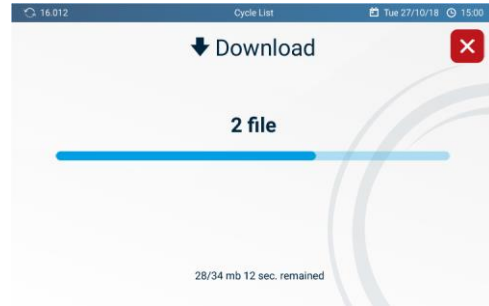 16.012 Cycle List Tue 27/10/18 15:00
Download
2 file
28/34 mb 12 sec. remained